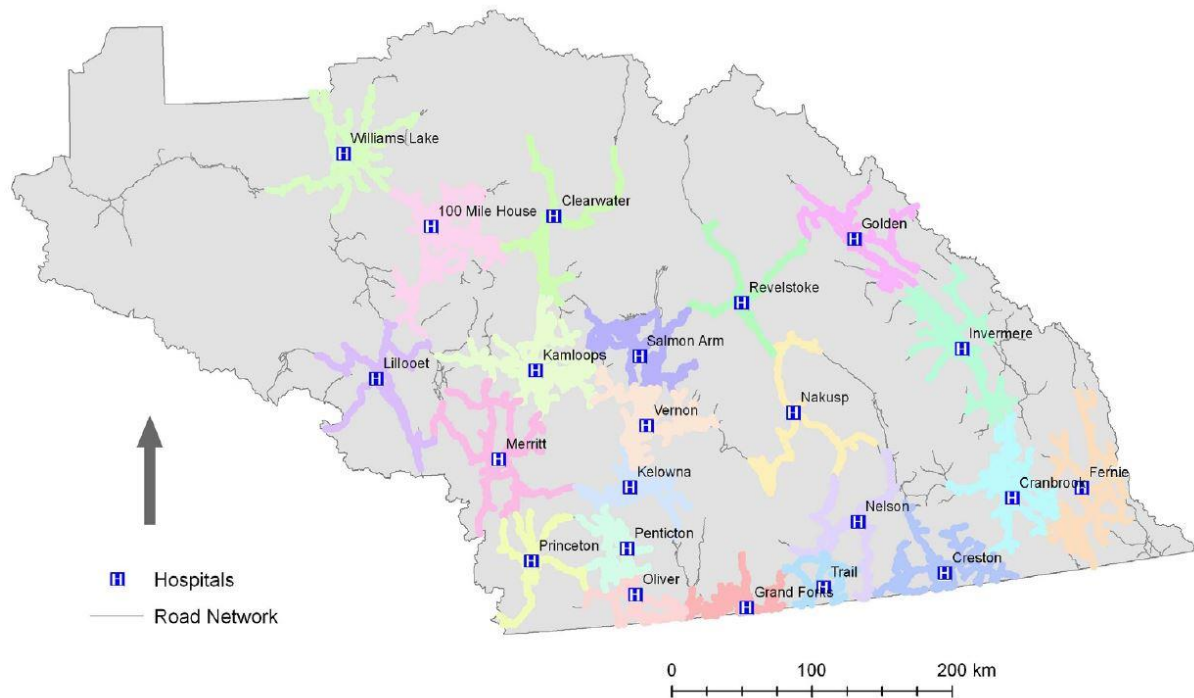 Williams Lake
100 Mile House
Clearwater
Golden
Revelstoke
Invermere
Salmon Arm
Kamloops
Lillooet
Nakusp
Vernon
Merritt
Kelowna
Fernie
Cranbrook
Nelson
Penticton
Princeton
Creston
Trail
Oliver
Grand Forks
H Hospitals
Road Network
0 100 200 km